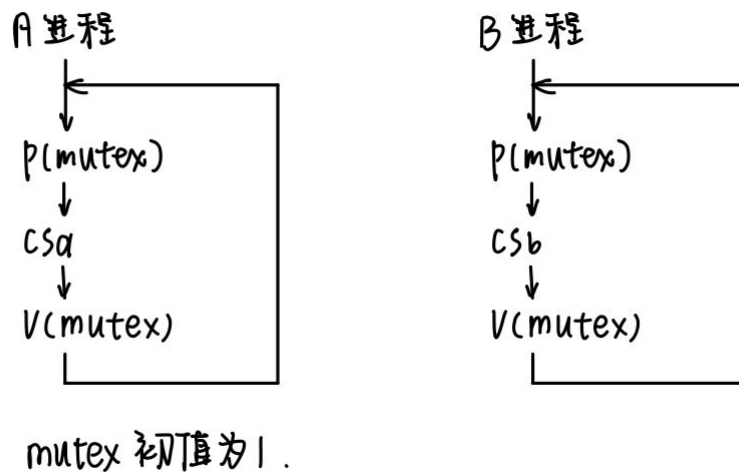 A进程
P(mutex)
CSa
V(mutex)
B进程
P(mutex)
CSb
V(mutex)
mutex 初值为1.